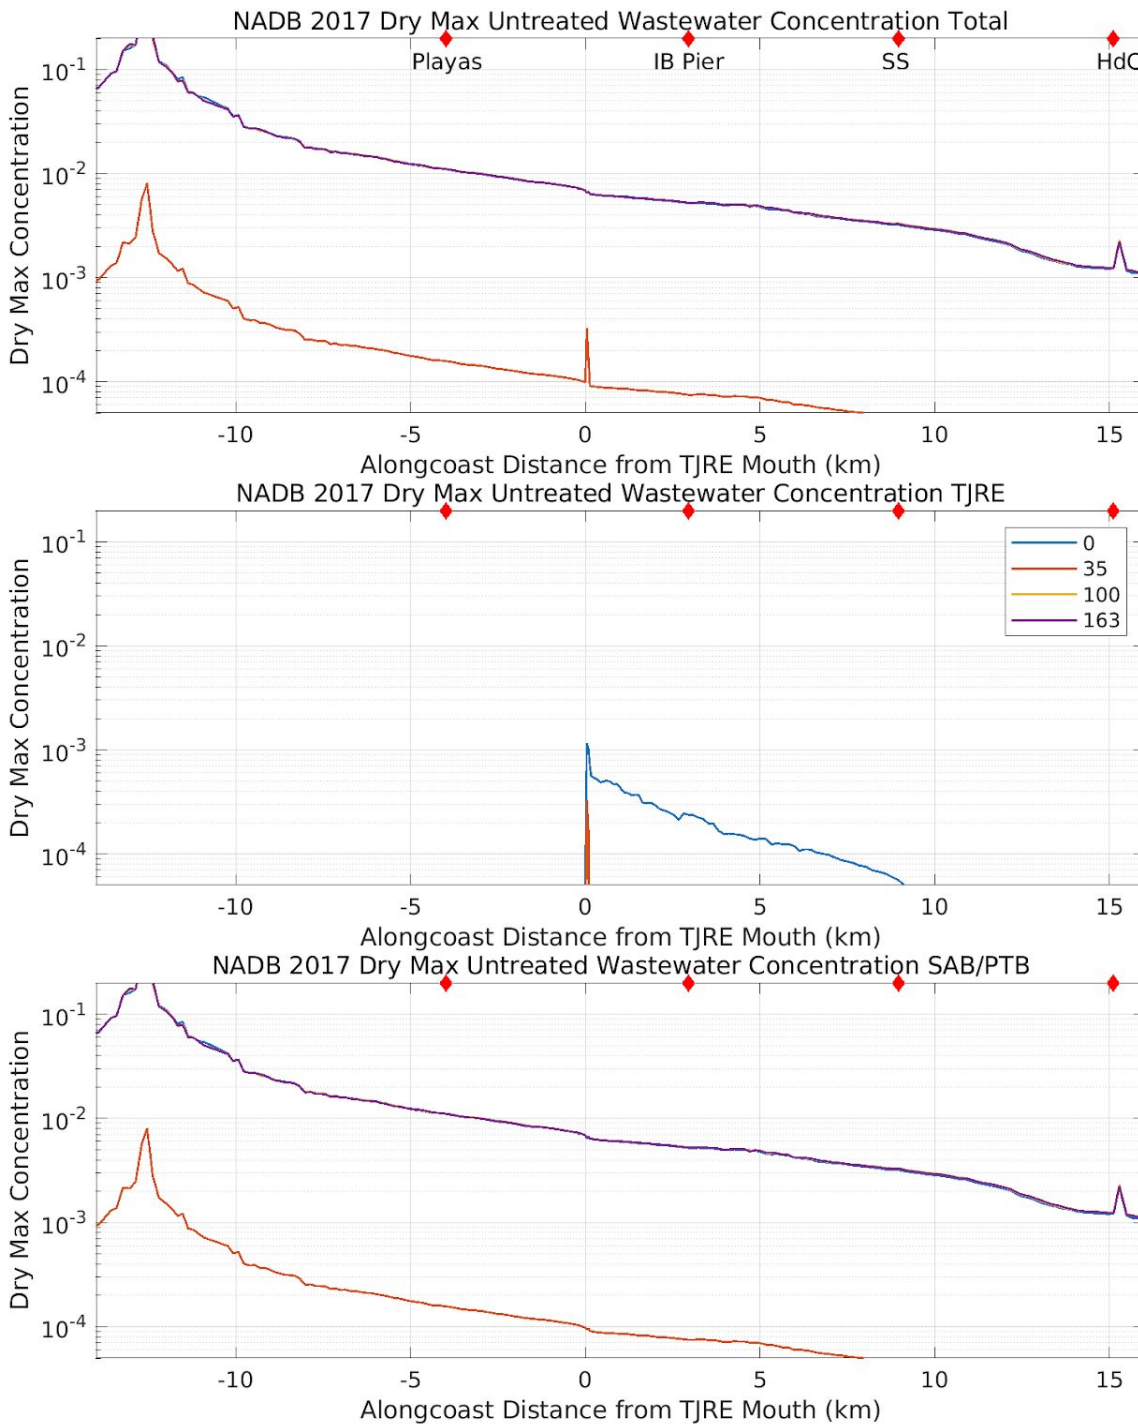 NADB 2017 Dry Max Untreated Wastewater Concentration Total
Playas IB Pier SS HdC
Dry Max Concentration
10-1
10-2
10-3
10-4
-10 -5 0 5 10 15
Alongcoast Distance from TJRE Mouth (km)
NADB 2017 Dry Max Untreated Wastewater Concentration TJRE
0
35
100
163
Dry Max Concentration
10-1
10-2
10-3
10-4
-10 -5 0 5 10 15
Alongcoast Distance from TJRE Mouth (km)
NADB 2017 Dry Max Untreated Wastewater Concentration SAB/PTB
Dry Max Concentration
10-1
10-2
10-3
10-4
-10 -5 0 5 10 15
Alongcoast Distance from TJRE Mouth (km)